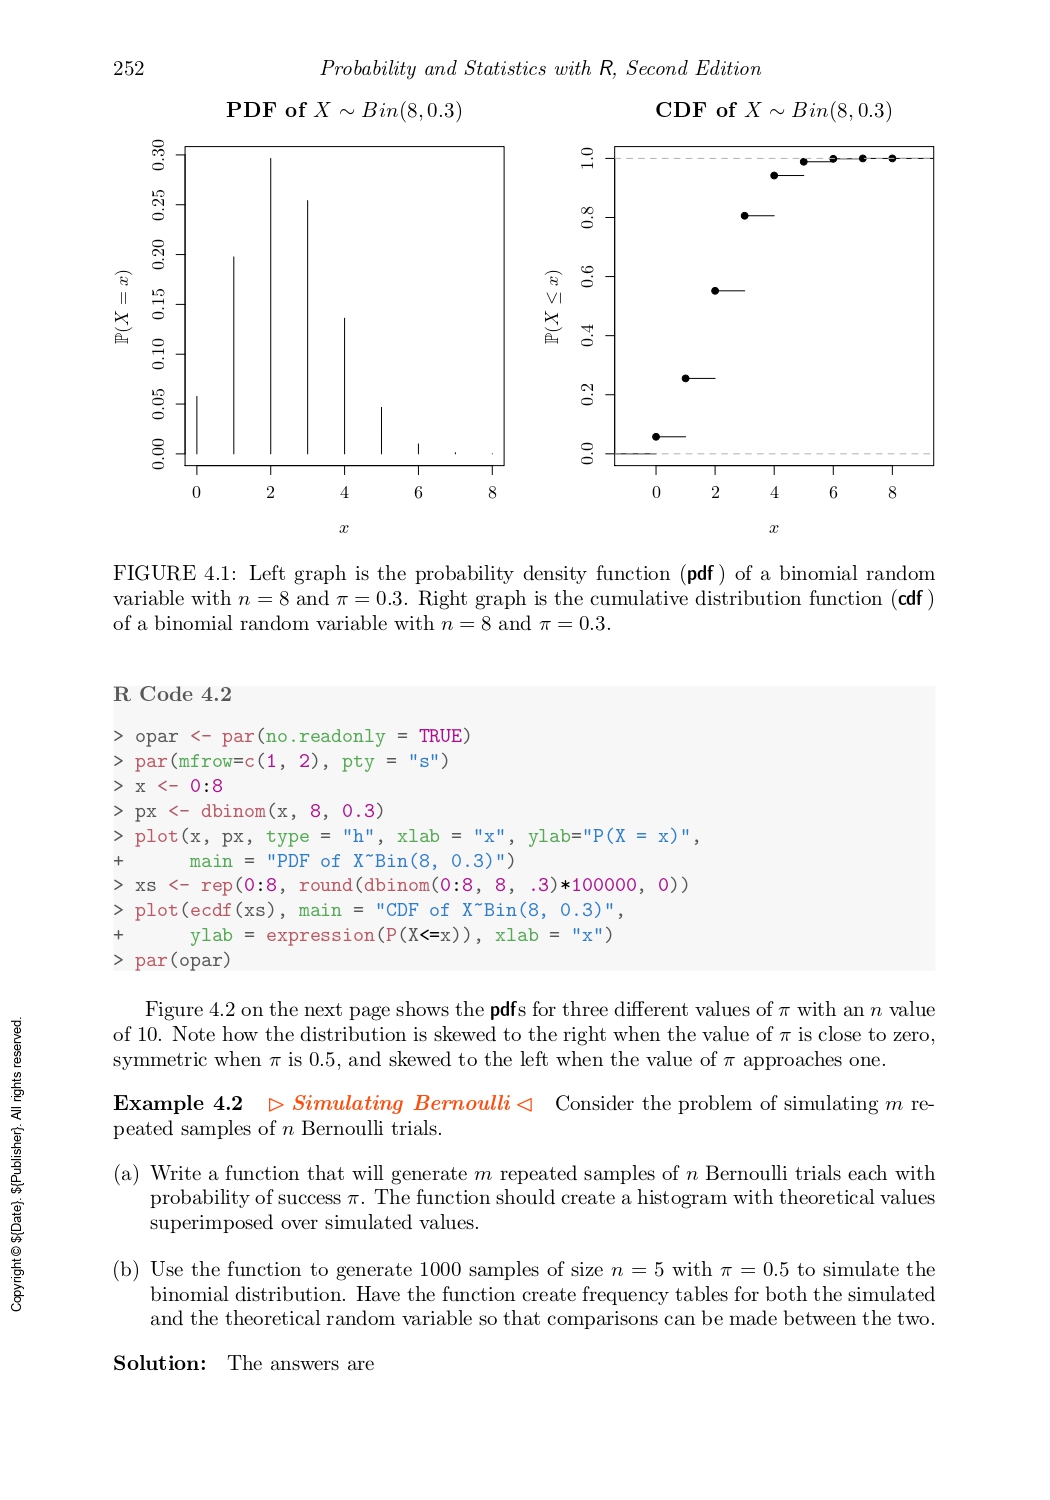 252 Probability and Statistics with R, Second Edition
PDF of X ∼ Bin(8, 0.3)
ℙ(X = x)
0.00 0.05 0.10 0.15 0.20 0.25 0.30
0 2 4 6 8
x
CDF of X ∼ Bin(8, 0.3)
ℙ(X ≤ x)
0.0 0.2 0.4 0.6 0.8 1.0
0 2 4 6 8
x
FIGURE 4.1: Left graph is the probability density function (pdf ) of a binomial random
variable with n = 8 and π = 0.3. Right graph is the cumulative distribution function (cdf )
of a binomial random variable with n = 8 and π = 0.3.
R Code 4.2
> opar <- par(no.readonly = TRUE)
> par(mfrow=c(1, 2), pty = "s")
> x <- 0:8
> px <- dbinom(x, 8, 0.3)
> plot(x, px, type = "h", xlab = "x", ylab="P(X = x)",
+      main = "PDF of X~Bin(8, 0.3)")
> xs <- rep(0:8, round(dbinom(0:8, 8, .3)*100000, 0))
> plot(ecdf(xs), main = "CDF of X~Bin(8, 0.3)",
+      ylab = expression(P(X<=x)), xlab = "x")
> par(opar)
Figure 4.2 on the next page shows the pdfs for three different values of π with an n value
of 10. Note how the distribution is skewed to the right when the value of π is close to zero,
symmetric when π is 0.5, and skewed to the left when the value of π approaches one.
Example 4.2 ▷ Simulating Bernoulli ◁ Consider the problem of simulating m re-
peated samples of n Bernoulli trials.
(a) Write a function that will generate m repeated samples of n Bernoulli trials each with
probability of success π. The function should create a histogram with theoretical values
superimposed over simulated values.
(b) Use the function to generate 1000 samples of size n = 5 with π = 0.5 to simulate the
binomial distribution. Have the function create frequency tables for both the simulated
and the theoretical random variable so that comparisons can be made between the two.
Solution: The answers are
Copyright © ${Date}. ${Publisher}. All rights reserved.